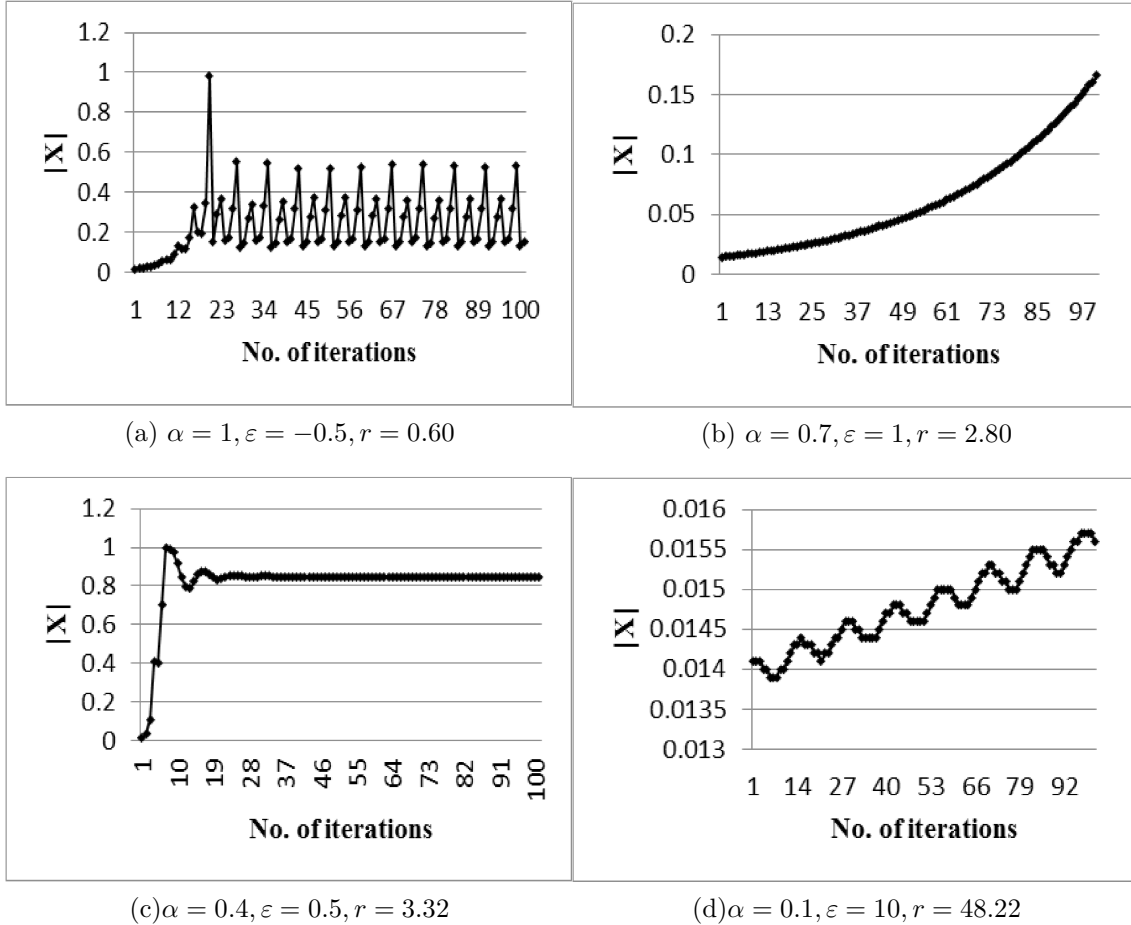 1.2
1
0.8
0.6
0.4
0.2
0
|X|
1 12 23 34 45 56 67 78 89 100
No. of iterations
(a) α = 1, ε = −0.5, r = 0.60
0.2
0.15
0.1
0.05
0
|X|
1 13 25 37 49 61 73 85 97
No. of iterations
(b) α = 0.7, ε = 1, r = 2.80
1.2
1
0.8
0.6
0.4
0.2
0
|X|
1 10 19 28 37 46 55 64 73 82 91 100
No. of iterations
(c)α = 0.4, ε = 0.5, r = 3.32
0.016
0.0155
0.015
0.0145
0.014
0.0135
0.013
|X|
1 14 27 40 53 66 79 92
No. of iterations
(d)α = 0.1, ε = 10, r = 48.22